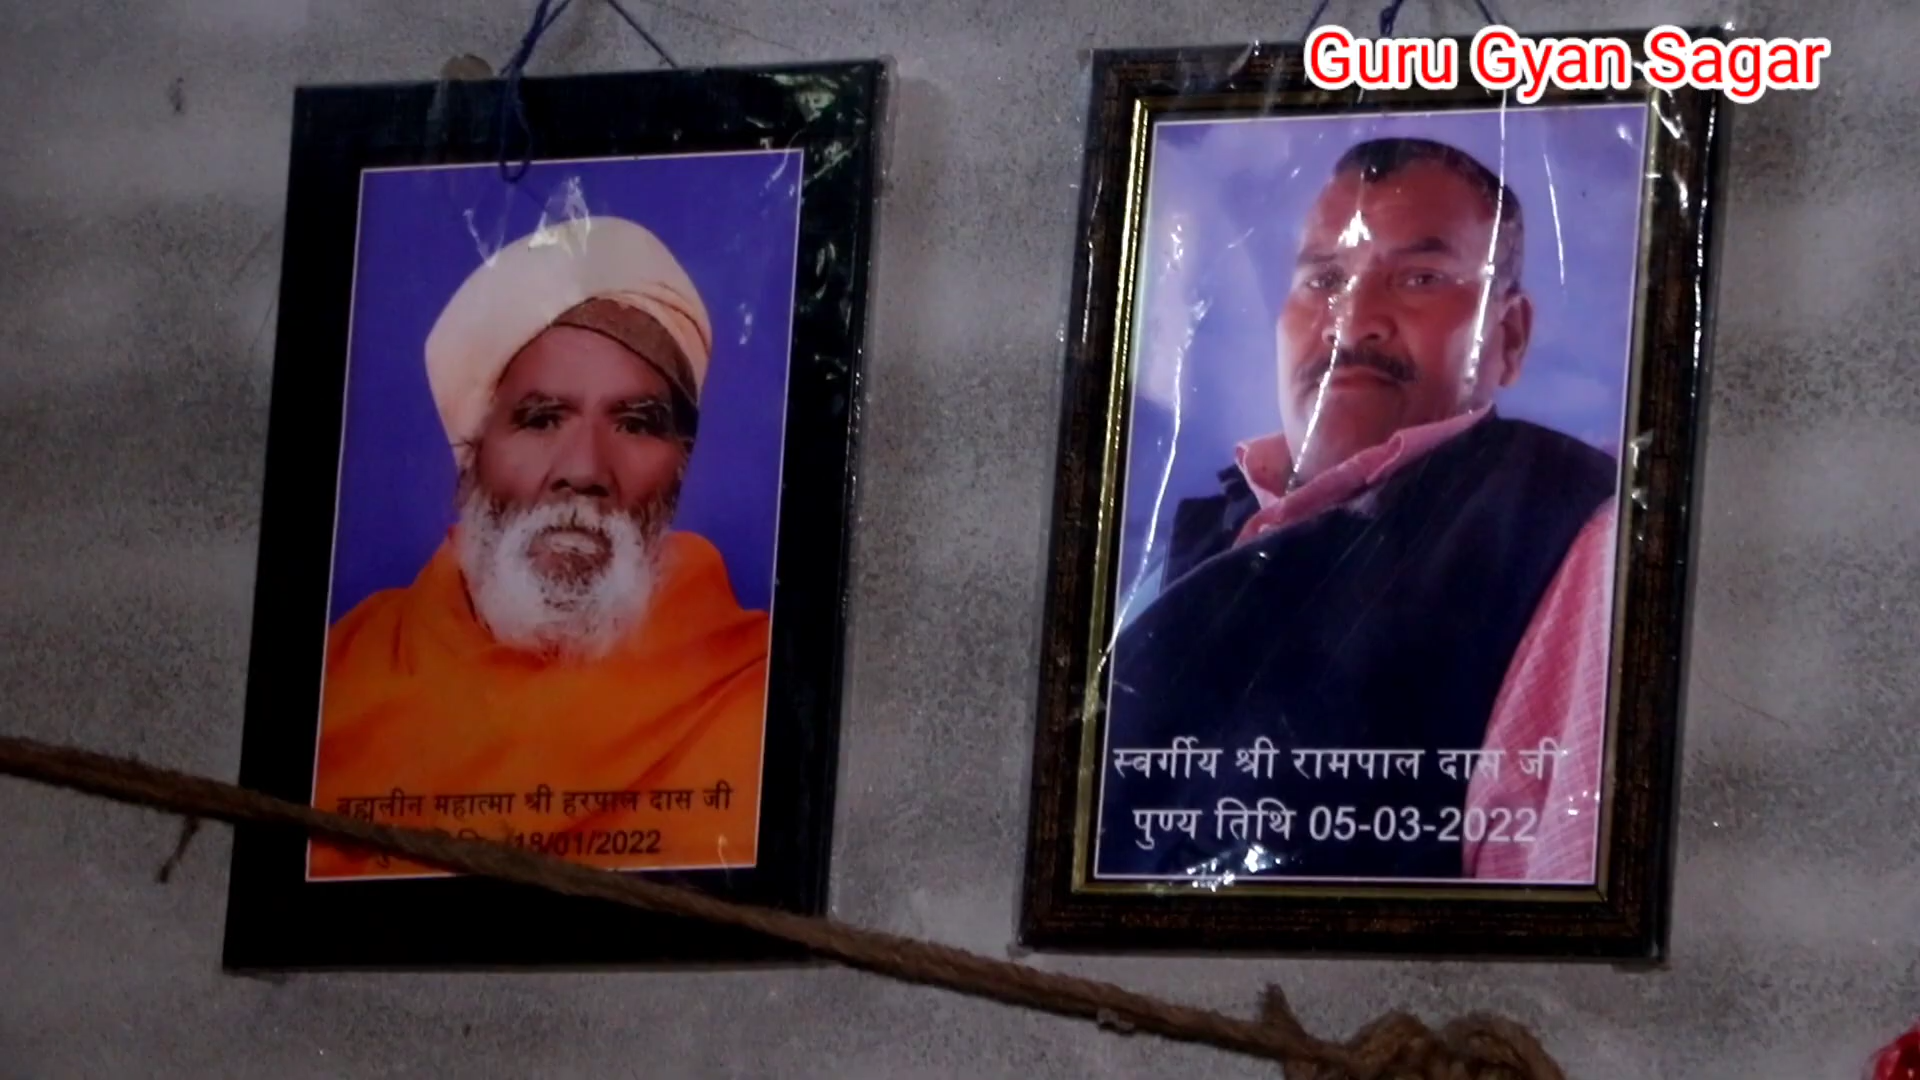 Guru Gyan Sagar
ब्रह्मलीन महात्मा श्री हरपाल दास जी
18/01/2022
स्वर्गीय श्री रामपाल दास जी
पुण्य तिथि 05-03-2022